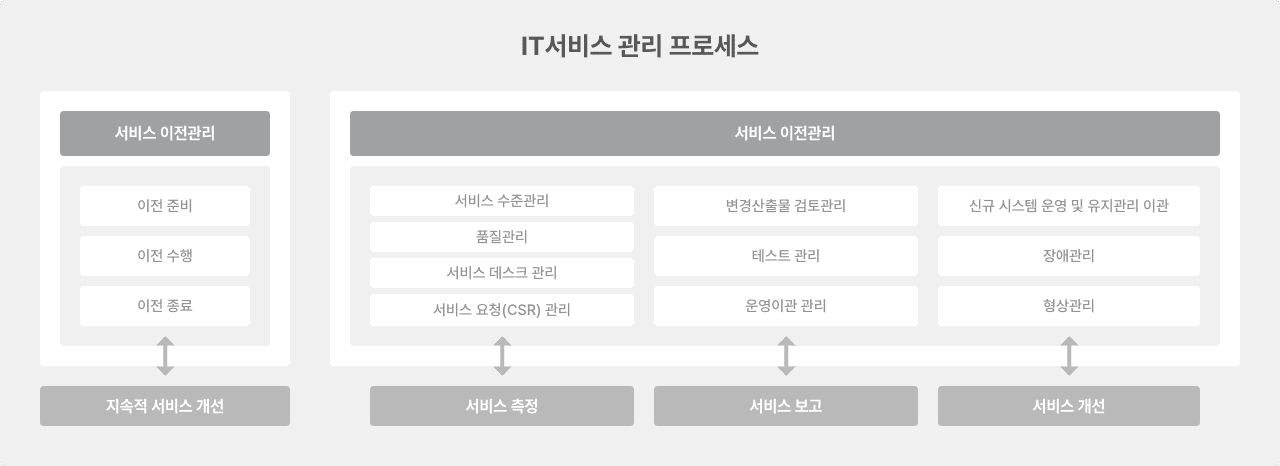 IT서비스 관리 프로세스
서비스 이전관리
이전 준비
이전 수행
이전 종료
지속적 서비스 개선
서비스 이전관리
서비스 수준관리
품질관리
서비스 데스크 관리
서비스 요청(CSR) 관리
서비스 측정
변경산출물 검토관리
테스트 관리
운영이관 관리
서비스 보고
신규 시스템 운영 및 유지관리 이관
장애관리
형상관리
서비스 개선